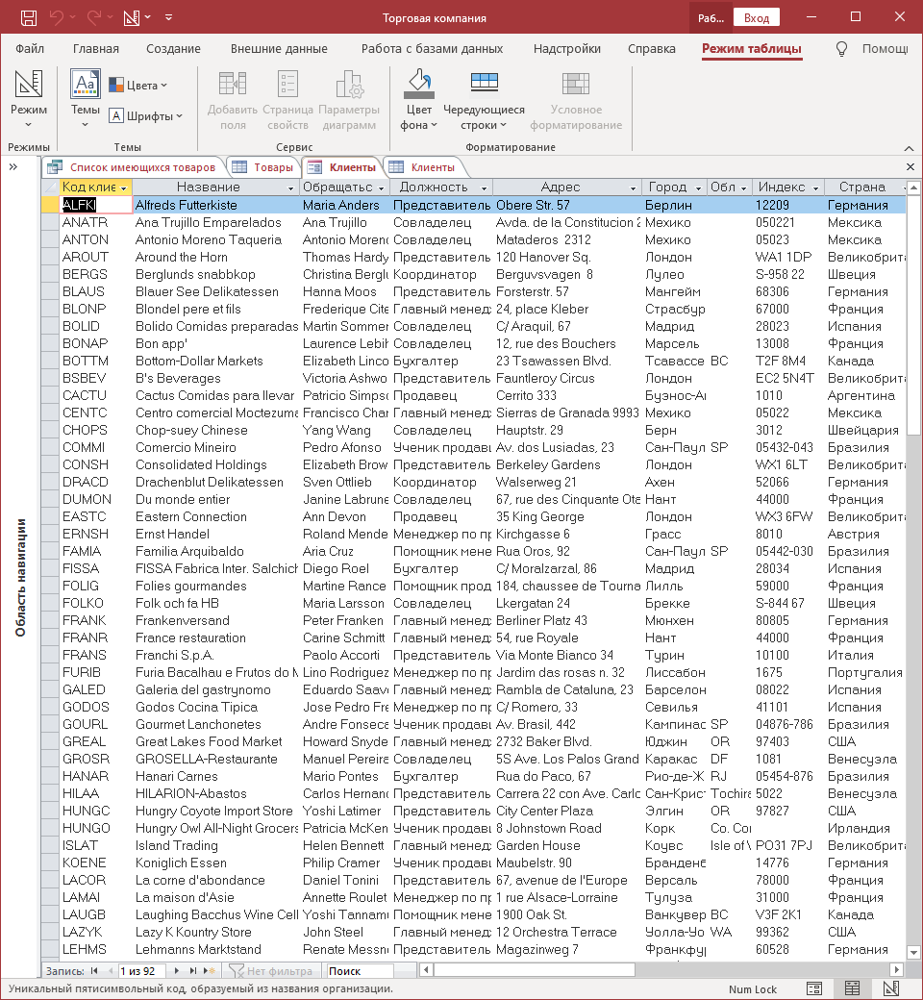 Торговая компания Раб... Вход
Файл Главная Создание Внешние данные Работа с базами данных Надстройки Справка Режим таблицы Помощ
Режим Темы Цвета Шрифты Добавить поля Страница свойств Параметры диаграмм Цвет фона Чередующиеся строки Условное форматирование
Режимы Темы Сервис Форматирование
Список имеющихся товаров Товары Клиенты Клиенты
Область навигации
Код клие Название Обращатьс Должность Адрес Город Обл Индекс Страна
ALFKI Alfreds Futterkiste Maria Anders Представитель Obere Str. 57 Берлин 12209 Германия
ANATR Ana Trujillo Emparelados Ana Trujillo Совладелец Avda. de la Constitucion 2 Мехико 050221 Мексика
ANTON Antonio Moreno Taqueria Antonio Moreno Совладелец Mataderos 2312 Мехико 05023 Мексика
AROUT Around the Horn Thomas Hardy Представитель 120 Hanover Sq. Лондон WA1 1DP Великобрита
BERGS Berglunds snabbkop Christina Berglu Координатор Berguvsvagen 8 Лулео S-958 22 Швеция
BLAUS Blauer See Delikatessen Hanna Moos Представитель Forsterstr. 57 Мангейм 68306 Германия
BLONP Blondel pere et fils Frederique Cite Главный менед: 24, place Kleber Страсбур 67000 Франция
BOLID Bolido Comidas preparadas Martin Sommer Совладелец C/ Araquil, 67 Мадрид 28023 Испания
BONAP Bon app' Laurence Lebih Совладелец 12, rue des Bouchers Марсель 13008 Франция
BOTTM Bottom-Dollar Markets Elizabeth Linco Бухгалтер 23 Tsawassen Blvd. Тсавассе BC T2F 8M4 Канада
BSBEV B's Beverages Victoria Ashwo Представитель Fauntleroy Circus Лондон EC2 5N4T Великобрита
CACTU Cactus Comidas para llevar Patricio Simpso Продавец Cerrito 333 Буэнос-Аι 1010 Аргентина
CENTC Centro comercial Moctezuma Francisco Char Главный менед: Sierras de Granada 9993 Мехико 05022 Мексика
CHOPS Chop-suey Chinese Yang Wang Совладелец Hauptstr. 29 Берн 3012 Швейцария
COMMI Comercio Mineiro Pedro Afonso Ученик продавι Av. dos Lusiadas, 23 Сан-Паул SP 05432-043 Бразилия
CONSH Consolidated Holdings Elizabeth Brow Представитель Berkeley Gardens Лондон WX1 6LT Великобрита
DRACD Drachenblut Delikatessen Sven Ottlieb Координатор Walserweg 21 Ахен 52066 Германия
DUMON Du monde entier Janine Labrune Совладелец 67, rue des Cinquante Ota Нант 44000 Франция
EASTC Eastern Connection Ann Devon Продавец 35 King George Лондон WX3 6FW Великобрита
ERNSH Ernst Handel Roland Mende Менеджер по пр Kirchgasse 6 Грасс 8010 Австрия
FAMIA Familia Arquibaldo Aria Cruz Помощник мене Rua Oros, 92 Сан-Паул SP 05442-030 Бразилия
FISSA FISSA Fabrica Inter. Salchich Diego Roel Бухгалтер C/ Moralzarzal, 86 Мадрид 28034 Испания
FOLIG Folies gourmandes Martine Rance Помощник прод 184, chaussee de Tourna Лилль 59000 Франция
FOLKO Folk och fa HB Maria Larsson Совладелец Lkergatan 24 Брекке S-844 67 Швеция
FRANK Frankenversand Peter Franken Главный менед: Berliner Platz 43 Мюнхен 80805 Германия
FRANR France restauration Carine Schmitt Главный менед: 54, rue Royale Нант 44000 Франция
FRANS Franchi S.p.A. Paolo Accorti Представитель Via Monte Bianco 34 Турин 10100 Италия
FURIB Furia Bacalhau e Frutos do M Lino Rodriguez Менеджер по пр Jardim das rosas n. 32 Лиссабон 1675 Португалия
GALED Galeria del gastrynomo Eduardo Saave Главный менед: Rambla de Cataluna, 23 Барселон 08022 Испания
GODOS Godos Cocina Tipica Jose Pedro Fre Менеджер по пр C/ Romero, 33 Севилья 41101 Испания
GOURL Gourmet Lanchonetes Andre Fonseca Ученик продавι Av. Brasil, 442 Кампинас SP 04876-786 Бразилия
GREAL Great Lakes Food Market Howard Snyde Главный менед: 2732 Baker Blvd. Юджин OR 97403 США
GROSR GROSELLA-Restaurante Manuel Pereira Совладелец 5S Ave. Los Palos Grand Каракас DF 1081 Венесуэла
HANAR Hanari Carnes Mario Pontes Бухгалтер Rua do Paco, 67 Рио-де-Ж RJ 05454-876 Бразилия
HILAA HILARION-Abastos Carlos Hernanc Представитель Carrera 22 con Ave. Carlo Сан-Крист Tochira 5022 Венесуэла
HUNGC Hungry Coyote Import Store Yoshi Latimer Представитель City Center Plaza Элгин OR 97827 США
HUNGO Hungry Owl All-Night Grocers Patricia McKen Ученик продавι 8 Johnstown Road Корк Co. Cor Ирландия
ISLAT Island Trading Helen Bennett Главный менед: Garden House Коувс Isle of \ PO31 7PJ Великобрита
KOENE Koniglich Essen Philip Cramer Ученик продавι Maubelstr. 90 Бранденб 14776 Германия
LACOR La corne d'abondance Daniel Tonini Представитель 67, avenue de l'Europe Версаль 78000 Франция
LAMAI La maison d'Asie Annette Roulet Менеджер по пр 1 rue Alsace-Lorraine Тулуза 31000 Франция
LAUGB Laughing Bacchus Wine Cell Yoshi Tannamu Помощник мене 1900 Oak St. Ванкувер BC V3F 2K1 Канада
LAZYK Lazy K Kountry Store John Steel Главный менед: 12 Orchestra Terrace Уолла-Уо WA 99362 США
LEHMS Lehmanns Marktstand Renate Messne Представитель Magazinweg 7 Франкфур 60528 Германия
Запись: 1 из 92 Нет фильтра Поиск
Уникальный пятисимвольный код, образуемый из названия организации. Num Lock